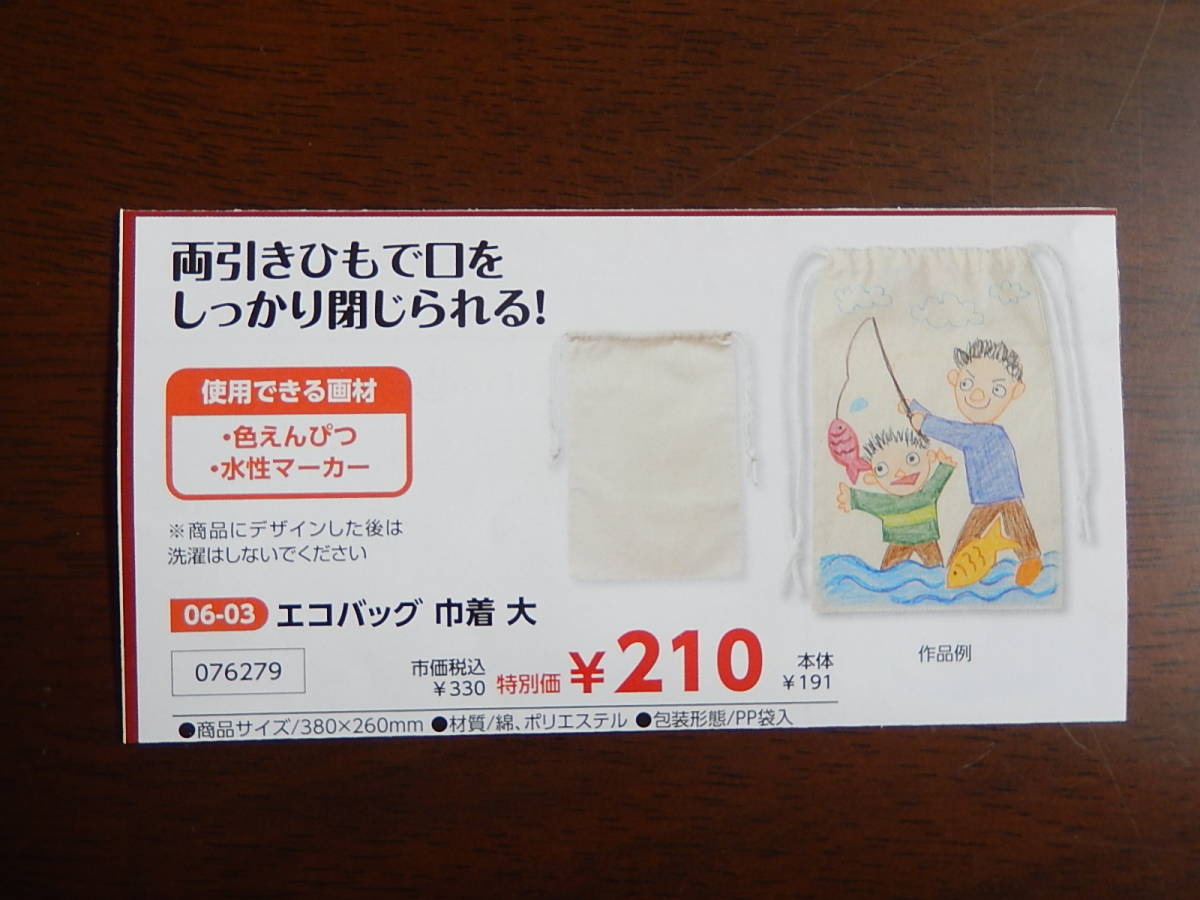 両引きひもで口を
しっかり閉じられる!
使用できる画材
・色えんぴつ
・水性マーカー
※商品にデザインした後は
洗濯はしないでください
06-03 エコバッグ 巾着 大
076279
市価税込
¥330 特別価 ¥210 本体
¥191
作品例
●商品サイズ/380×260mm ●材質/綿、ポリエステル ●包装形態/PP袋入